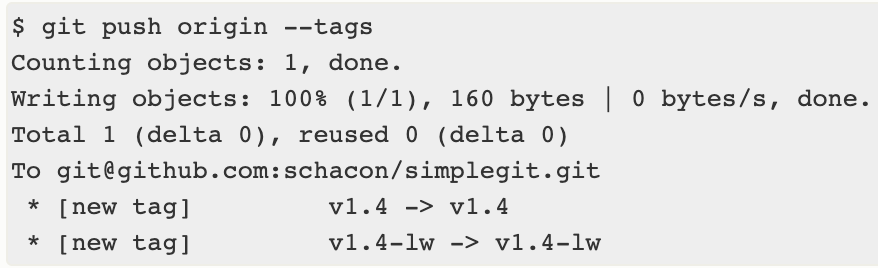 $ git push origin --tags
Counting objects: 1, done.
Writing objects: 100% (1/1), 160 bytes | 0 bytes/s, done.
Total 1 (delta 0), reused 0 (delta 0)
To git@github.com:schacon/simplegit.git
 * [new tag]         v1.4 -> v1.4
 * [new tag]         v1.4-lw -> v1.4-lw